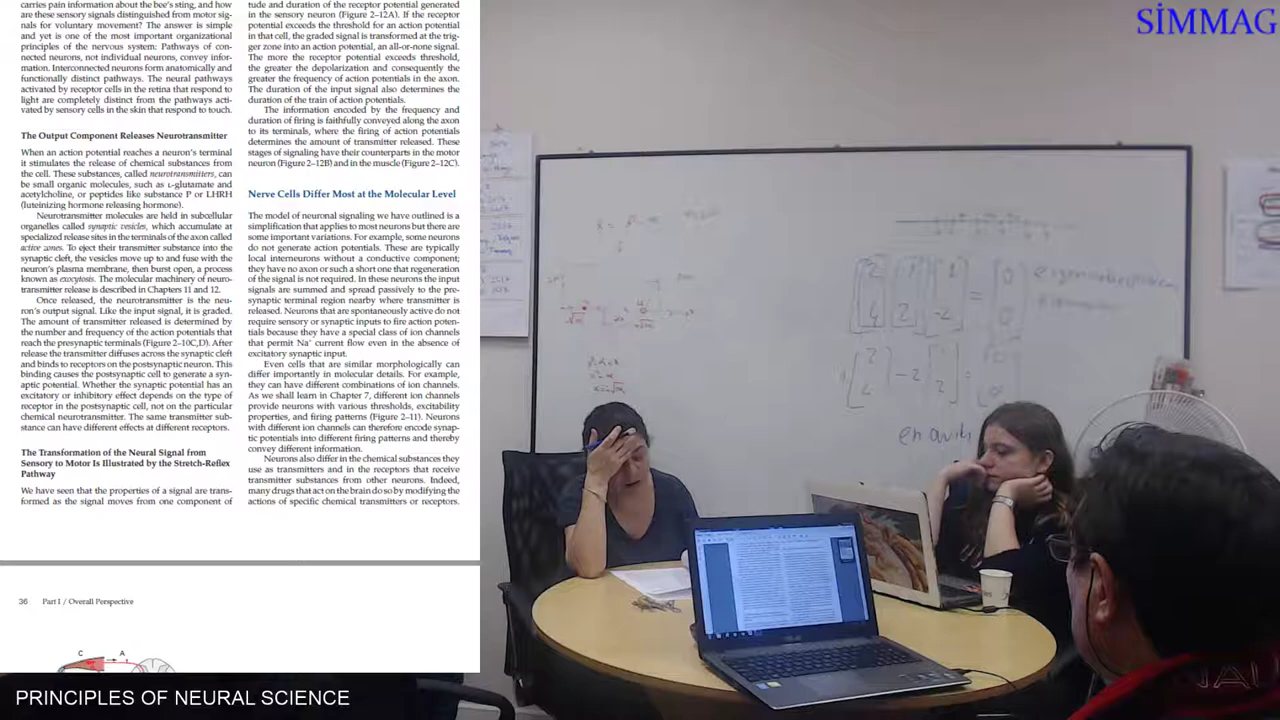 SİMMAG
carries pain information about the bee's sting, and how
are these sensory signals distinguished from motor sig-
nals for voluntary movement? The answer is simple
and yet is one of the most important organizational
principles of the nervous system: Pathways of con-
nected neurons, not individual neurons, convey infor-
mation. Interconnected neurons form anatomically and
functionally distinct pathways. The neural pathways
activated by receptor cells in the retina that respond to
light are completely distinct from the pathways acti-
vated by sensory cells in the skin that respond to touch.
The Output Component Releases Neurotransmitter
When an action potential reaches a neuron's terminal
it stimulates the release of chemical substances from
the cell. These substances, called neurotransmitters, can
be small organic molecules, such as L-glutamate and
acetylcholine, or peptides like substance P or LHRH
(luteinizing hormone releasing hormone).
Neurotransmitter molecules are held in subcellular
organelles called synaptic vesicles, which accumulate at
specialized release sites in the terminals of the axon called
active zones. To eject their transmitter substance into the
synaptic cleft, the vesicles move up to and fuse with the
neuron's plasma membrane, then burst open, a process
known as exocytosis. The molecular machinery of neuro-
transmitter release is described in Chapters 11 and 12.
Once released, the neurotransmitter is the neu-
ron's output signal. Like the input signal, it is graded.
The amount of transmitter released is determined by
the number and frequency of the action potentials that
reach the presynaptic terminals (Figure 2–10C,D). After
release the transmitter diffuses across the synaptic cleft
and binds to receptors on the postsynaptic neuron. This
binding causes the postsynaptic cell to generate a syn-
aptic potential. Whether the synaptic potential has an
excitatory or inhibitory effect depends on the type of
receptor in the postsynaptic cell, not on the particular
chemical neurotransmitter. The same transmitter sub-
stance can have different effects at different receptors.
The Transformation of the Neural Signal from
Sensory to Motor Is Illustrated by the Stretch-Reflex
Pathway
We have seen that the properties of a signal are trans-
formed as the signal moves from one component of
tude and duration of the receptor potential generated
in the sensory neuron (Figure 2–12A). If the receptor
potential exceeds the threshold for an action potential
in that cell, the graded signal is transformed at the trig-
ger zone into an action potential, an all-or-none signal.
The more the receptor potential exceeds threshold,
the greater the depolarization and consequently the
greater the frequency of action potentials in the axon.
The duration of the input signal also determines the
duration of the train of action potentials.
The information encoded by the frequency and
duration of firing is faithfully conveyed along the axon
to its terminals, where the firing of action potentials
determines the amount of transmitter released. These
stages of signaling have their counterparts in the motor
neuron (Figure 2–12B) and in the muscle (Figure 2–12C).
Nerve Cells Differ Most at the Molecular Level
The model of neuronal signaling we have outlined is a
simplification that applies to most neurons but there are
some important variations. For example, some neurons
do not generate action potentials. These are typically
local interneurons without a conductive component;
they have no axon or such a short one that regeneration
of the signal is not required. In these neurons the input
signals are summed and spread passively to the pre-
synaptic terminal region nearby where transmitter is
released. Neurons that are spontaneously active do not
require sensory or synaptic inputs to fire action poten-
tials because they have a special class of ion channels
that permit Na⁺ current flow even in the absence of
excitatory synaptic input.
Even cells that are similar morphologically can
differ importantly in molecular details. For example,
they can have different combinations of ion channels.
As we shall learn in Chapter 7, different ion channels
provide neurons with various thresholds, excitability
properties, and firing patterns (Figure 2–11). Neurons
with different ion channels can therefore encode synap-
tic potentials into different firing patterns and thereby
convey different information.
Neurons also differ in the chemical substances they
use as transmitters and in the receptors that receive
transmitter substances from other neurons. Indeed,
many drugs that act on the brain do so by modifying the
actions of specific chemical transmitters or receptors.
36 Part I / Overall Perspective
C A
PRINCIPLES OF NEURAL SCIENCE